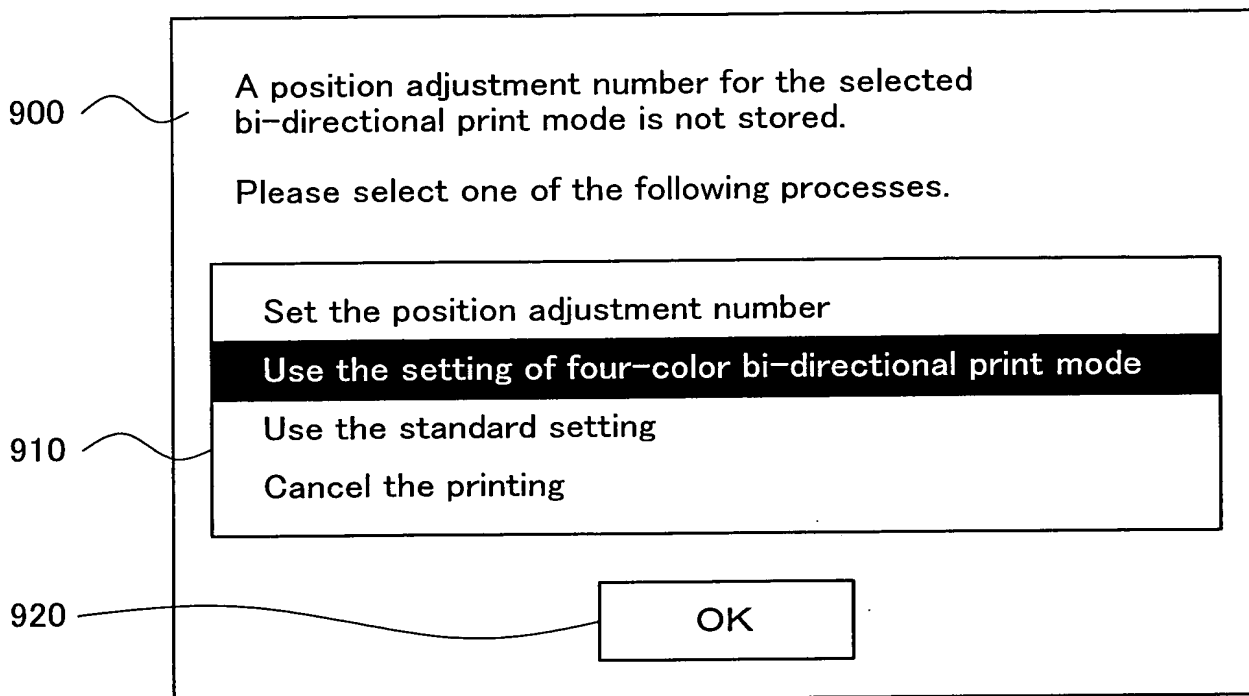 900
A position adjustment number for the selected
bi-directional print mode is not stored.
Please select one of the following processes.
910
Set the position adjustment number
Use the setting of four-color bi-directional print mode
Use the standard setting
Cancel the printing
920
OK